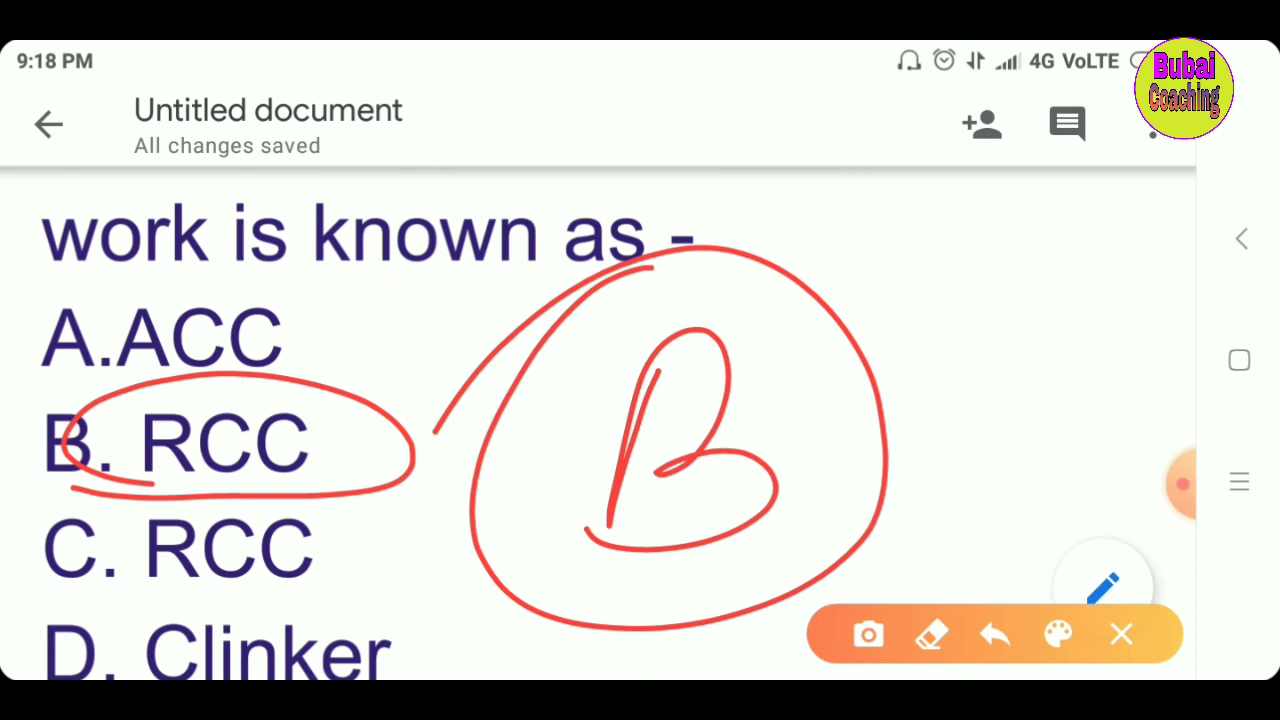 9:18 PM
4G VoLTE
Bubai
Coaching
Untitled document
All changes saved
work is known as -
A.ACC
B. RCC
B
C. RCC
D. Clinker